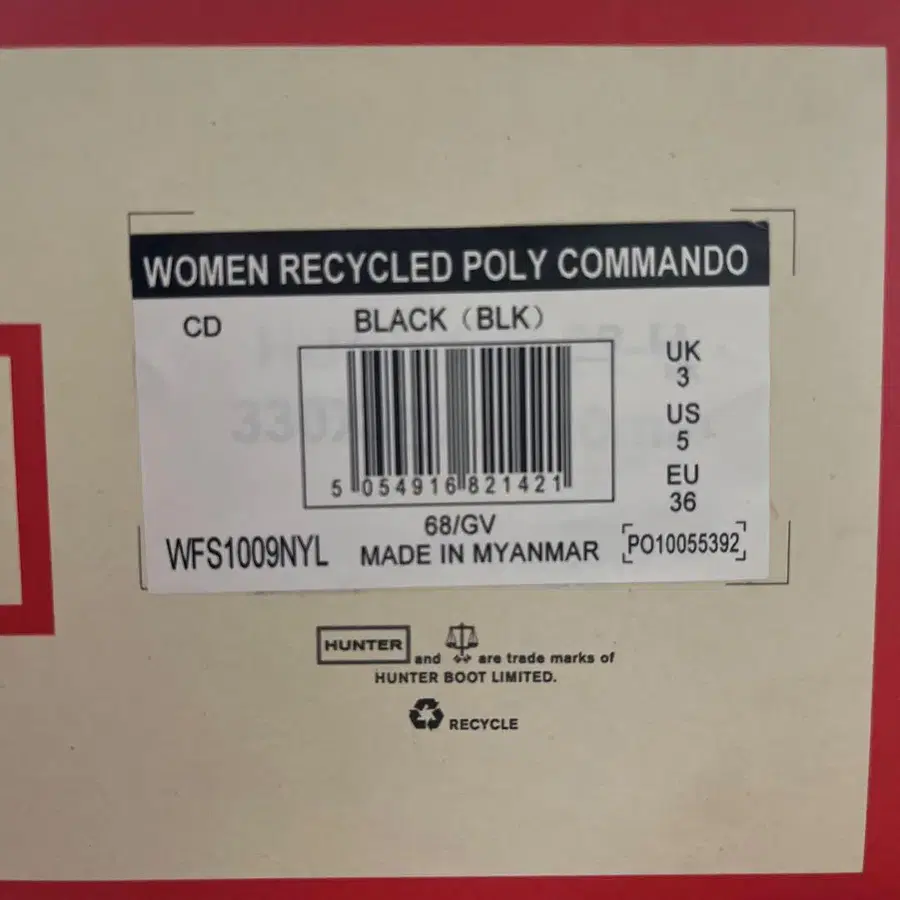 WOMEN RECYCLED POLY COMMANDO
CD
BLACK (BLK)
UK
3
US
5
EU
36
5 054916 821421
68/GV
WFS1009NYL
MADE IN MYANMAR
PO10055392
HUNTER and are trade marks of
HUNTER BOOT LIMITED.
RECYCLE